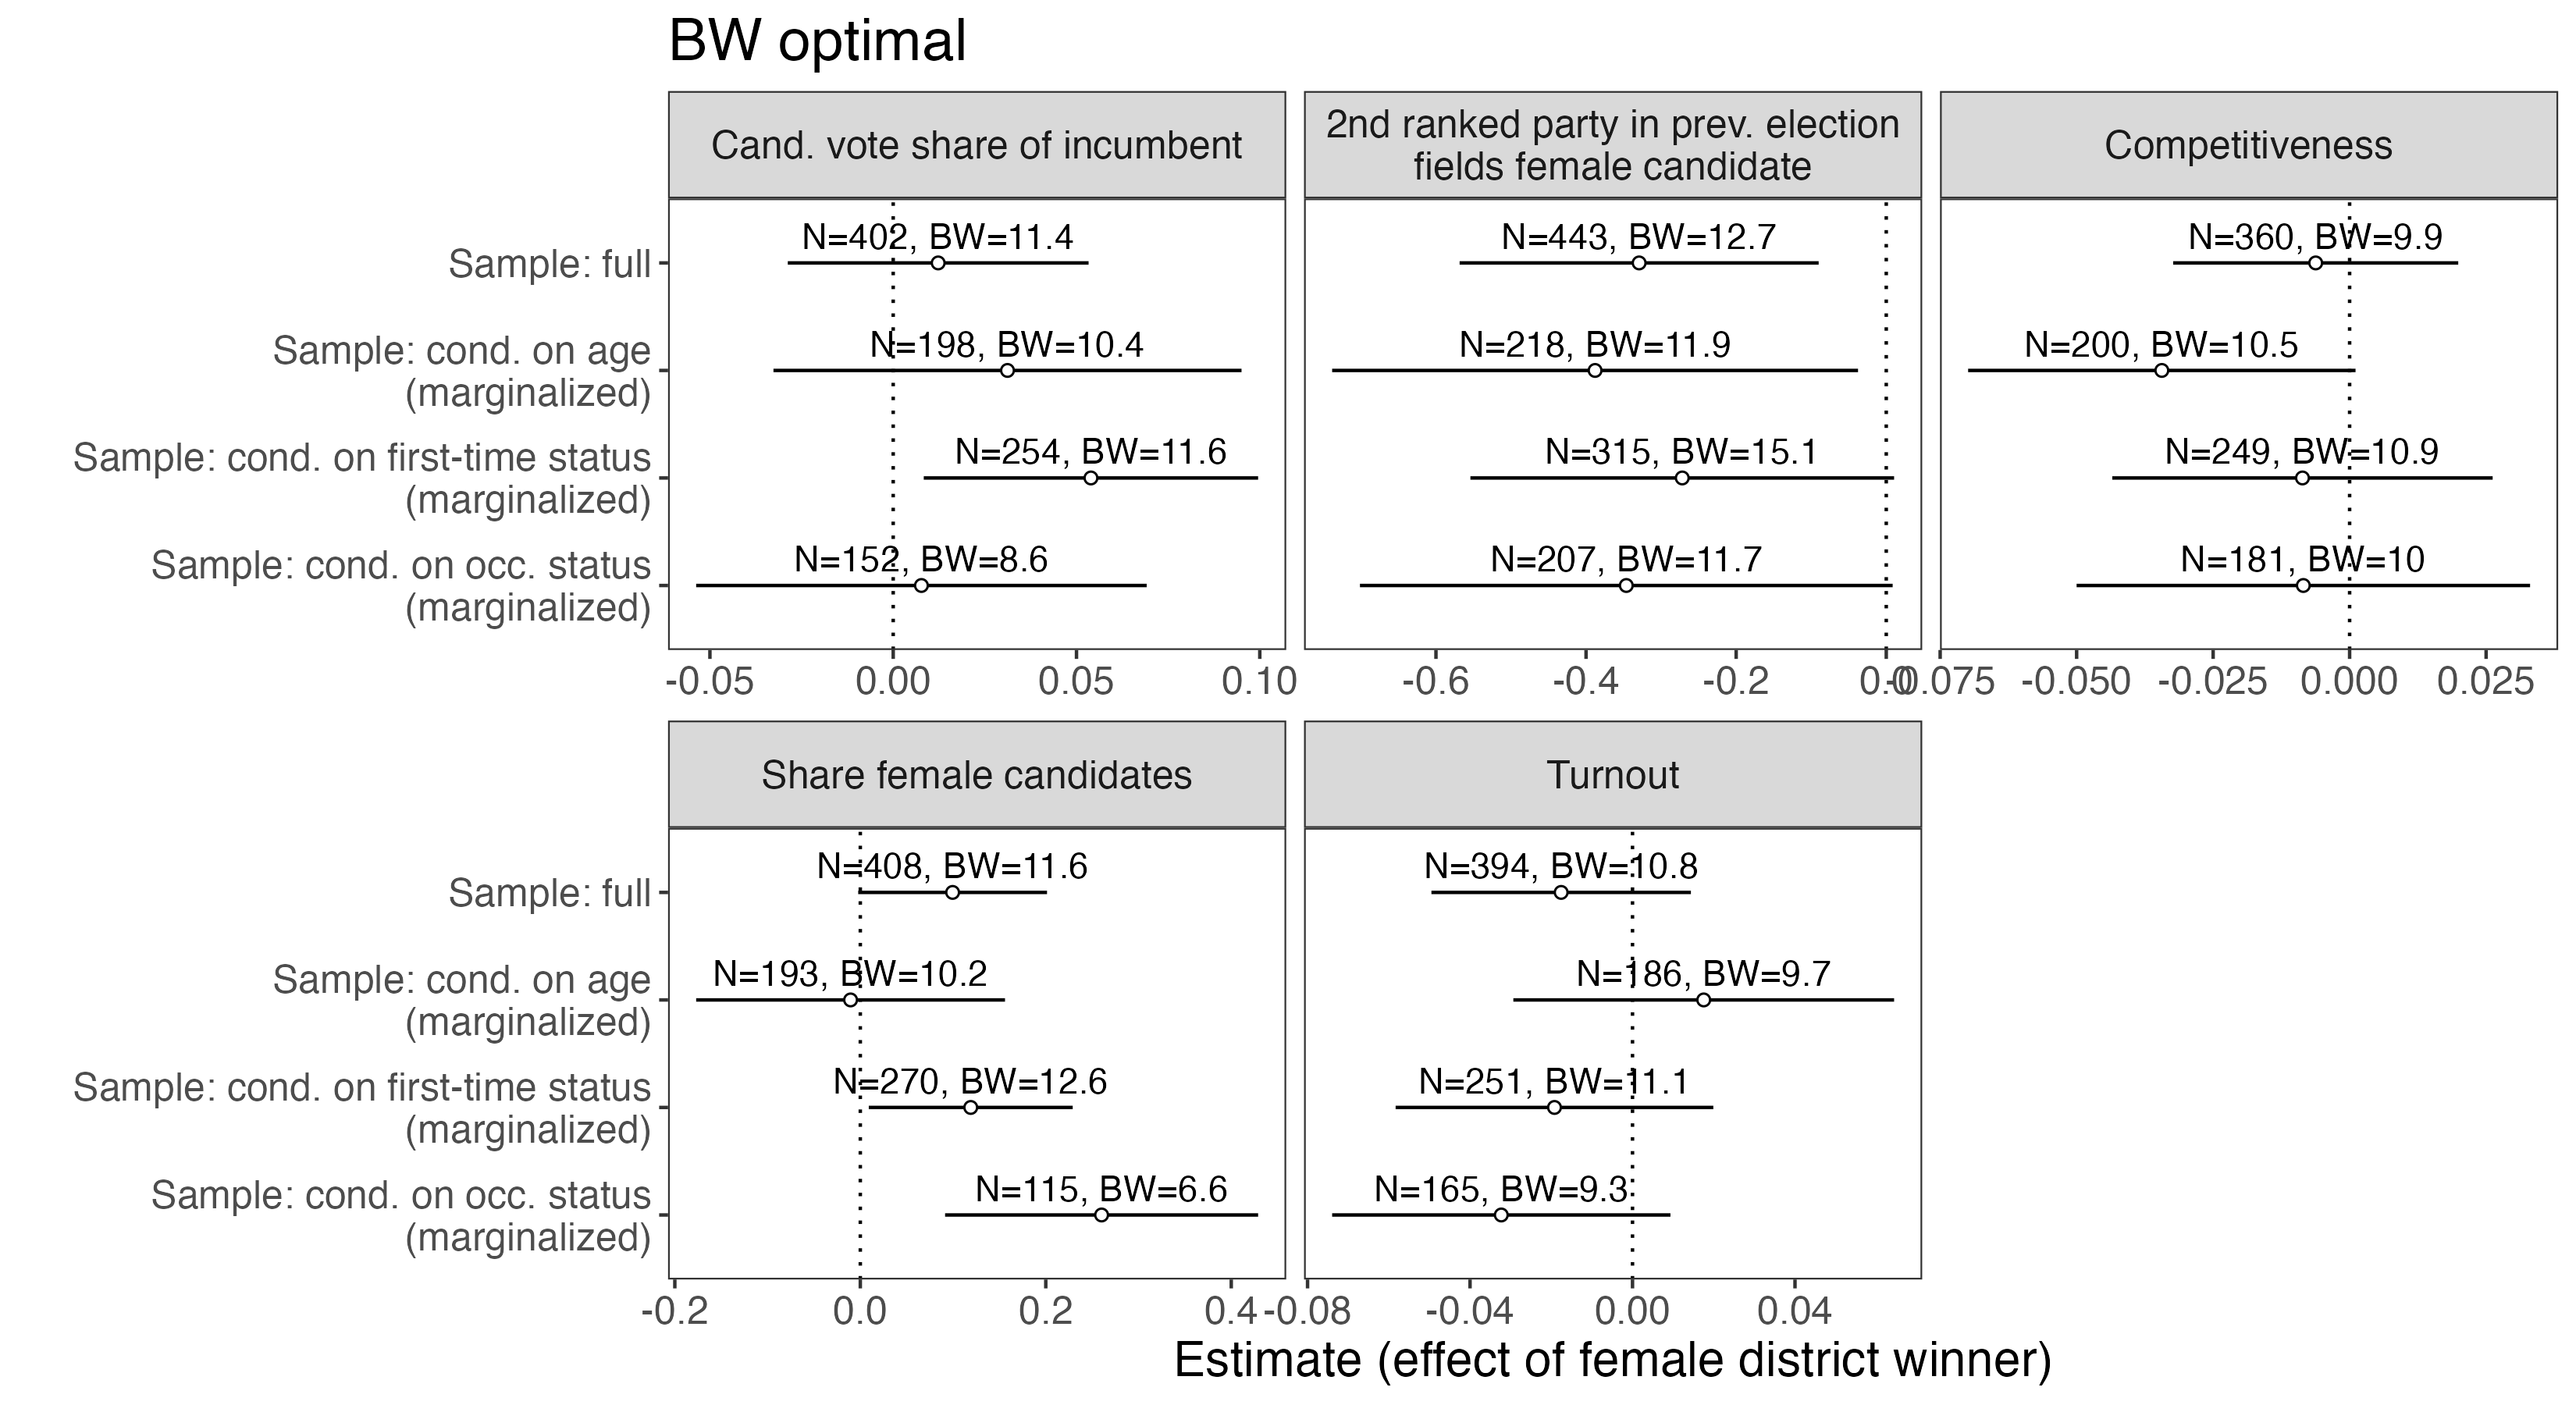 BW optimal
Cand. vote share of incumbent
2nd ranked party in prev. election
fields female candidate
Competitiveness
Sample: full
N=402, BW=11.4
N=443, BW=12.7
N=360, BW=9.9
Sample: cond. on age
(marginalized)
N=198, BW=10.4
N=218, BW=11.9
N=200, BW=10.5
Sample: cond. on first-time status
(marginalized)
N=254, BW=11.6
N=315, BW=15.1
N=249, BW=10.9
Sample: cond. on occ. status
(marginalized)
N=152, BW=8.6
N=207, BW=11.7
N=181, BW=10
-0.05 0.00 0.05 0.10
-0.6 -0.4 -0.2 0.0
-0.075 -0.050 -0.025 0.000 0.025
Share female candidates
Turnout
Sample: full
N=408, BW=11.6
N=394, BW=10.8
Sample: cond. on age
(marginalized)
N=193, BW=10.2
N=186, BW=9.7
Sample: cond. on first-time status
(marginalized)
N=270, BW=12.6
N=251, BW=11.1
Sample: cond. on occ. status
(marginalized)
N=115, BW=6.6
N=165, BW=9.3
-0.2 0.0 0.2 0.4
-0.08 -0.04 0.00 0.04
Estimate (effect of female district winner)